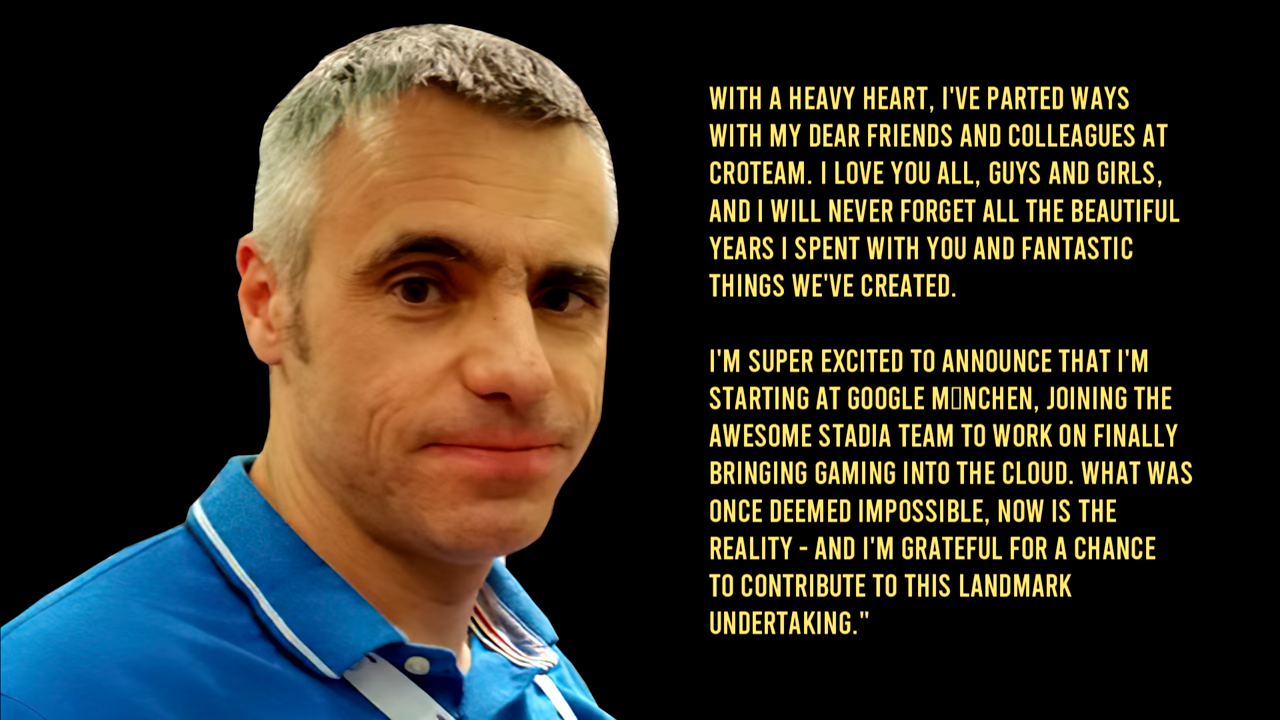 WITH A HEAVY HEART, I'VE PARTED WAYS
WITH MY DEAR FRIENDS AND COLLEAGUES AT
CROTEAM. I LOVE YOU ALL, GUYS AND GIRLS,
AND I WILL NEVER FORGET ALL THE BEAUTIFUL
YEARS I SPENT WITH YOU AND FANTASTIC
THINGS WE'VE CREATED.
I'M SUPER EXCITED TO ANNOUNCE THAT I'M
STARTING AT GOOGLE M▯NCHEN, JOINING THE
AWESOME STADIA TEAM TO WORK ON FINALLY
BRINGING GAMING INTO THE CLOUD. WHAT WAS
ONCE DEEMED IMPOSSIBLE, NOW IS THE
REALITY - AND I'M GRATEFUL FOR A CHANCE
TO CONTRIBUTE TO THIS LANDMARK
UNDERTAKING."